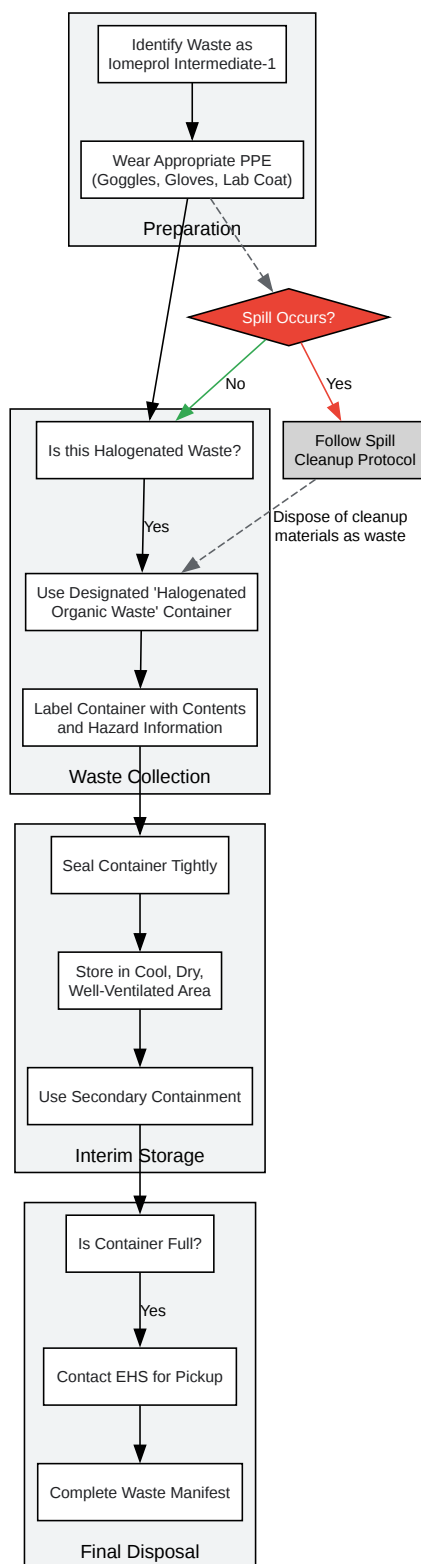 Identify Waste as
Iomeprol Intermediate-1
Wear Appropriate PPE
(Goggles, Gloves, Lab Coat)
Preparation
Spill Occurs?
No
Yes
Is this Halogenated Waste?
Follow Spill
Cleanup Protocol
Yes
Dispose of cleanup
materials as waste
Use Designated 'Halogenated
Organic Waste' Container
Label Container with Contents
and Hazard Information
Waste Collection
Seal Container Tightly
Store in Cool, Dry,
Well-Ventilated Area
Use Secondary Containment
Interim Storage
Is Container Full?
Yes
Contact EHS for Pickup
Complete Waste Manifest
Final Disposal